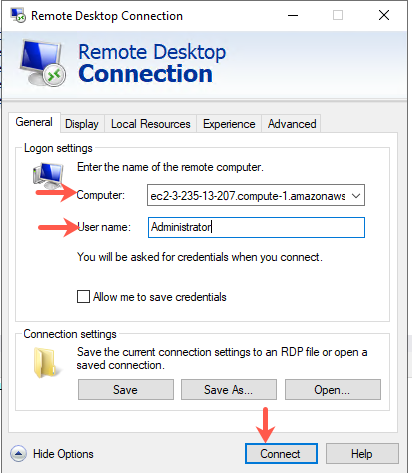 Remote Desktop Connection
Remote Desktop
Connection
General Display Local Resources Experience Advanced
Logon settings
Enter the name of the remote computer.
Computer: ec2-3-235-13-207.compute-1.amazonaws
User name: Administrator
You will be asked for credentials when you connect.
Allow me to save credentials
Connection settings
Save the current connection settings to an RDP file or open a
saved connection.
Save Save As... Open...
Hide Options Connect Help